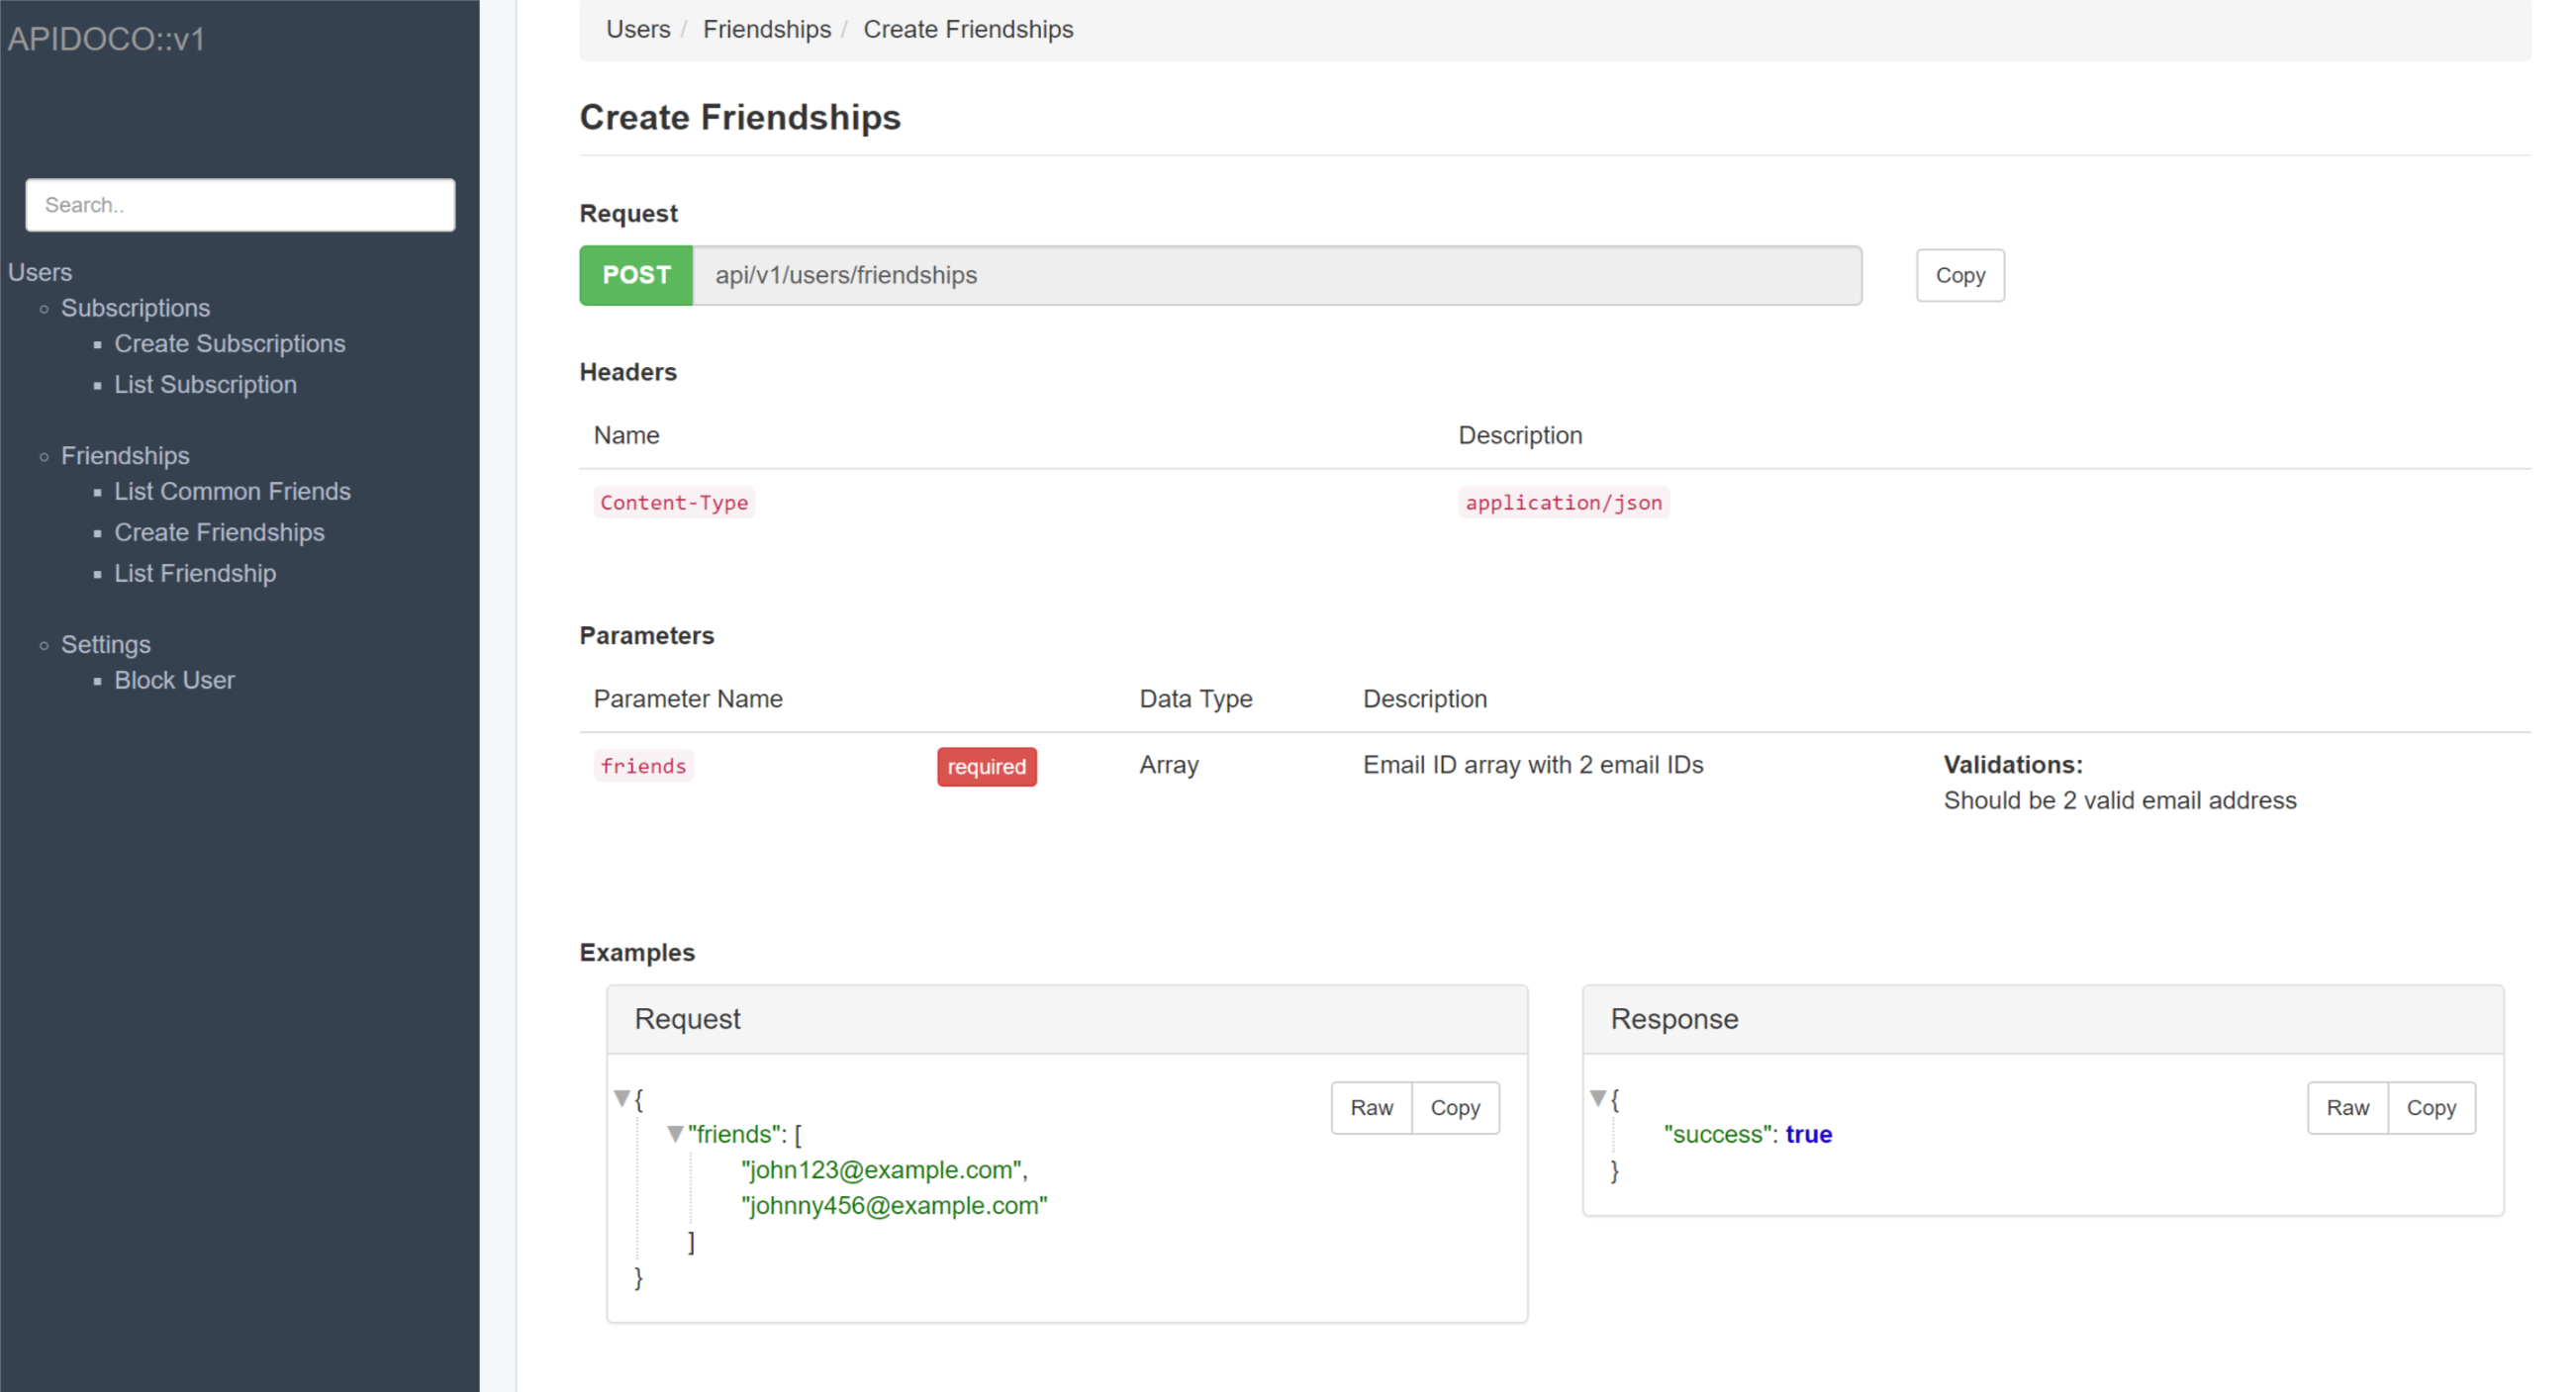 APIDOCO::v1
Search..
Users
Subscriptions
Create Subscriptions
List Subscription
Friendships
List Common Friends
Create Friendships
List Friendship
Settings
Block User
Users / Friendships / Create Friendships
Create Friendships
Request
POST api/v1/users/friendships Copy
Headers
Name Description
Content-Type application/json
Parameters
Parameter Name Data Type Description
friends required Array Email ID array with 2 email IDs Validations:
Should be 2 valid email address
Examples
Request
Raw Copy
{
"friends": [
"john123@example.com",
"johnny456@example.com"
]
}
Response
Raw Copy
{
"success": true
}